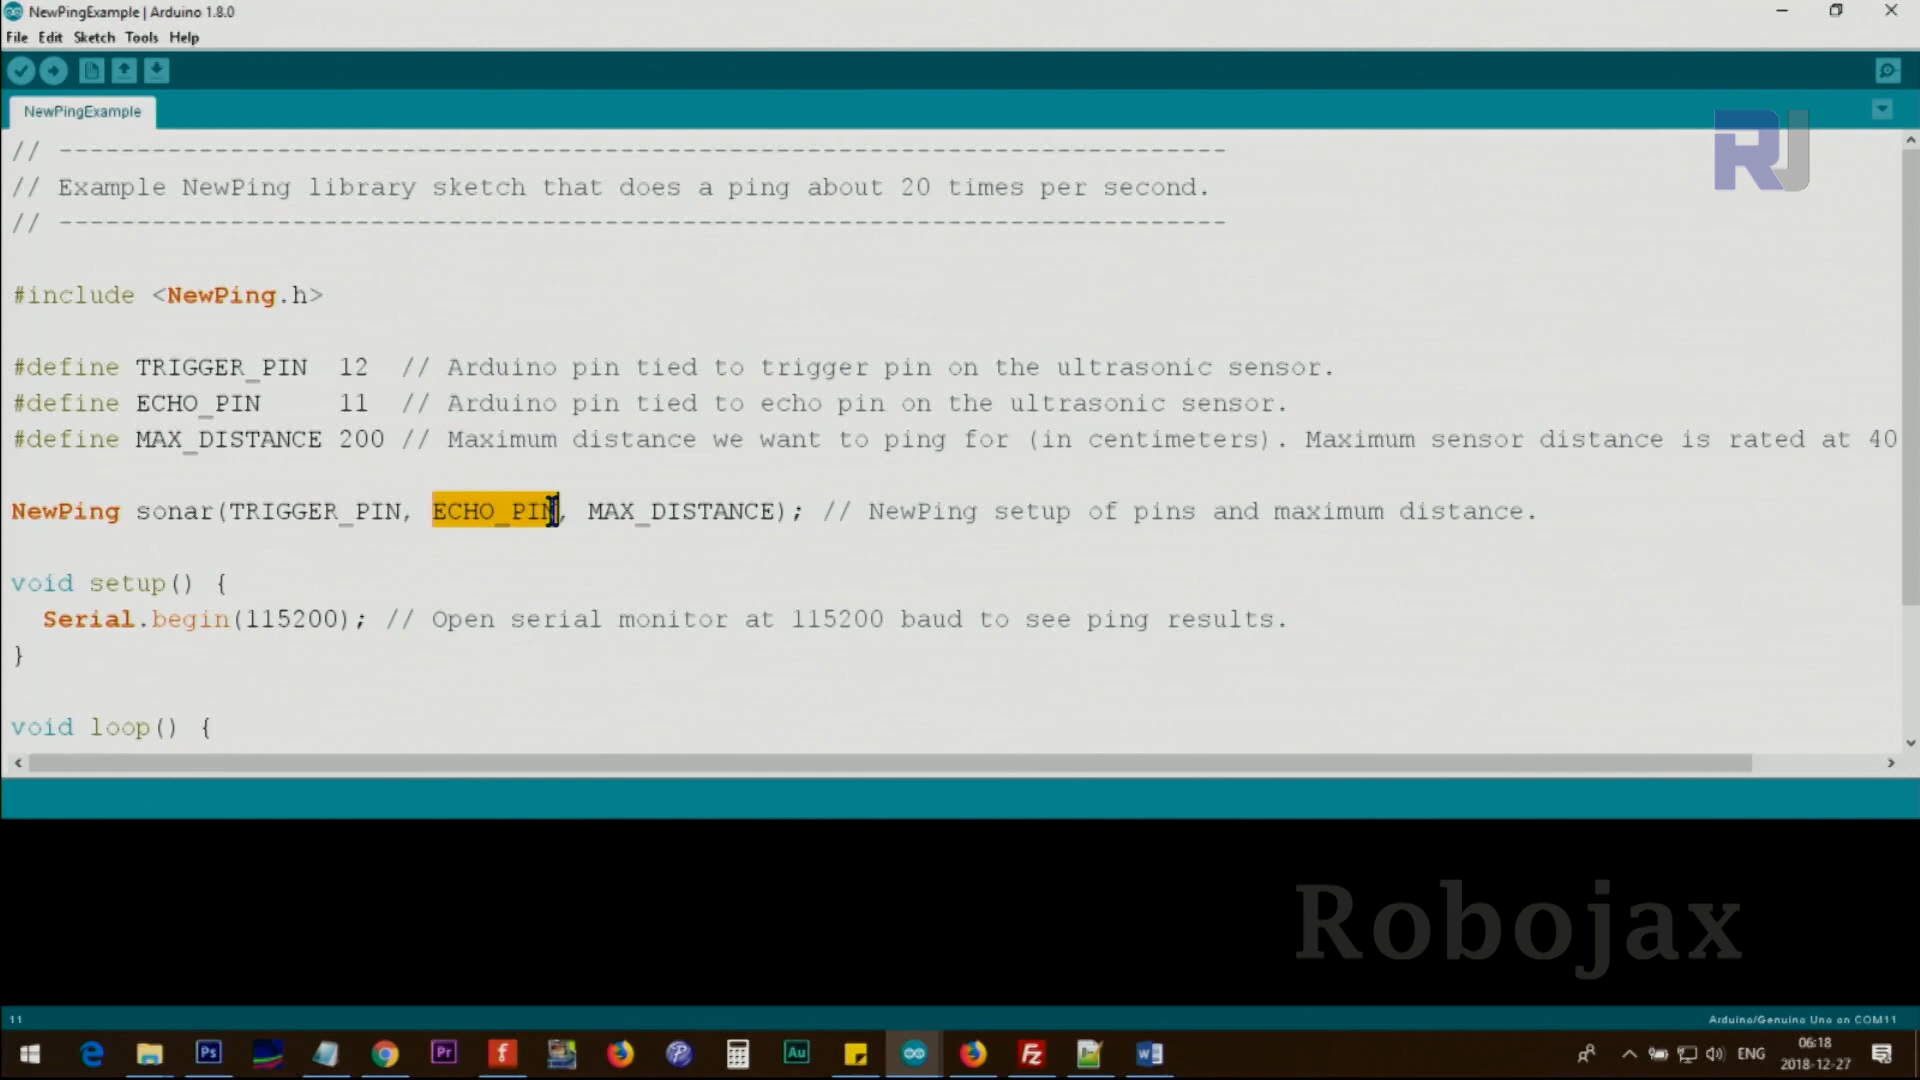 NewPingExample | Arduino 1.8.0
File Edit Sketch Tools Help
NewPingExample
RJ
// ---------------------------------------------------------------------------
// Example NewPing library sketch that does a ping about 20 times per second.
// ---------------------------------------------------------------------------
#include <NewPing.h>
#define TRIGGER_PIN  12  // Arduino pin tied to trigger pin on the ultrasonic sensor.
#define ECHO_PIN     11  // Arduino pin tied to echo pin on the ultrasonic sensor.
#define MAX_DISTANCE 200 // Maximum distance we want to ping for (in centimeters). Maximum sensor distance is rated at 40
NewPing sonar(TRIGGER_PIN, ECHO_PIN, MAX_DISTANCE); // NewPing setup of pins and maximum distance.
void setup() {
  Serial.begin(115200); // Open serial monitor at 115200 baud to see ping results.
}
void loop() {
Robojax
11
Arduino/Genuino Uno on COM11
Ps
Pr
f
Au
Fz
W
ENG
06:18
2018-12-27